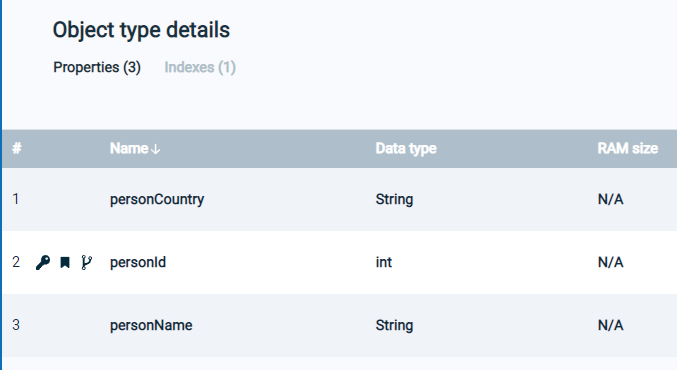 Object type details
Properties (3) Indexes (1)
# Name Data type RAM size
1 personCountry String N/A
2 personId int N/A
3 personName String N/A